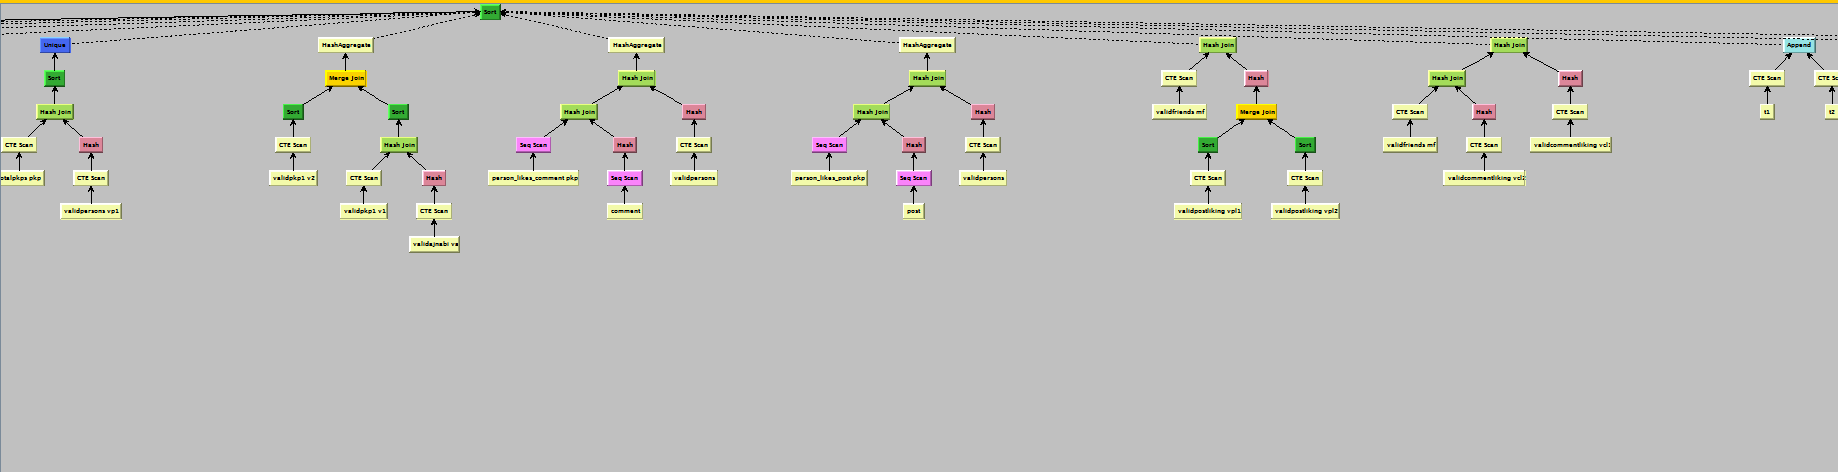 Sort
Unique
HashAggregate
HashAggregate
HashAggregate
Hash Join
Hash Join
Append
Sort
Merge Join
Hash Join
Hash Join
CTE Scan
Hash
Hash Join
Hash
CTE Scan
CTE Sc
Hash Join
Sort
Sort
Hash Join
Hash
Hash Join
Hash
validfriends mf
Merge Join
CTE Scan
Hash
CTE Scan
t1
t2
CTE Scan
Hash
CTE Scan
Hash Join
Seq Scan
Hash
CTE Scan
Seq Scan
Hash
CTE Scan
Sort
Sort
validfriends mf
CTE Scan
validcommentliking vcl1
otalpkps pkp
CTE Scan
validpkp1 v2
CTE Scan
Hash
person_likes_comment pkp
Seq Scan
validpersons
person_likes_post pkp
Seq Scan
validpersons
CTE Scan
CTE Scan
validcommentliking vcl2
validpersons vp1
validpkp1 v1
CTE Scan
comment
post
validpostliking vpl1
validpostliking vpl2
validajnabi va